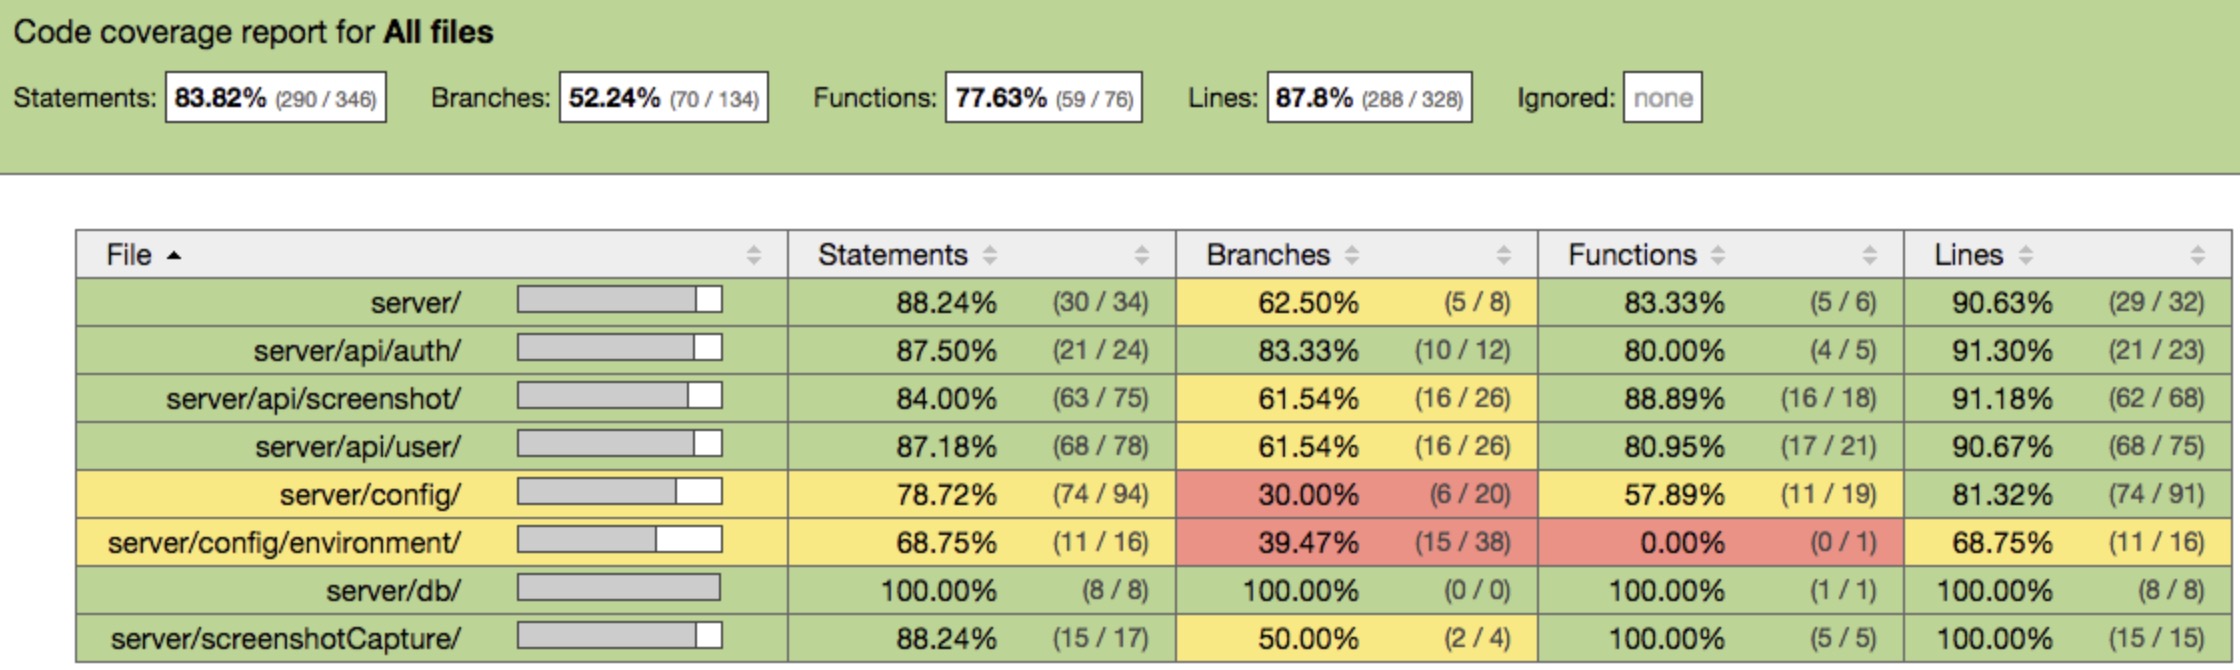 Code coverage report for All files
Statements: 83.82% (290 / 346) Branches: 52.24% (70 / 134) Functions: 77.63% (59 / 76) Lines: 87.8% (288 / 328) Ignored: none
File Statements Branches Functions Lines
server/ 88.24% (30 / 34) 62.50% (5 / 8) 83.33% (5 / 6) 90.63% (29 / 32)
server/api/auth/ 87.50% (21 / 24) 83.33% (10 / 12) 80.00% (4 / 5) 91.30% (21 / 23)
server/api/screenshot/ 84.00% (63 / 75) 61.54% (16 / 26) 88.89% (16 / 18) 91.18% (62 / 68)
server/api/user/ 87.18% (68 / 78) 61.54% (16 / 26) 80.95% (17 / 21) 90.67% (68 / 75)
server/config/ 78.72% (74 / 94) 30.00% (6 / 20) 57.89% (11 / 19) 81.32% (74 / 91)
server/config/environment/ 68.75% (11 / 16) 39.47% (15 / 38) 0.00% (0 / 1) 68.75% (11 / 16)
server/db/ 100.00% (8 / 8) 100.00% (0 / 0) 100.00% (1 / 1) 100.00% (8 / 8)
server/screenshotCapture/ 88.24% (15 / 17) 50.00% (2 / 4) 100.00% (5 / 5) 100.00% (15 / 15)